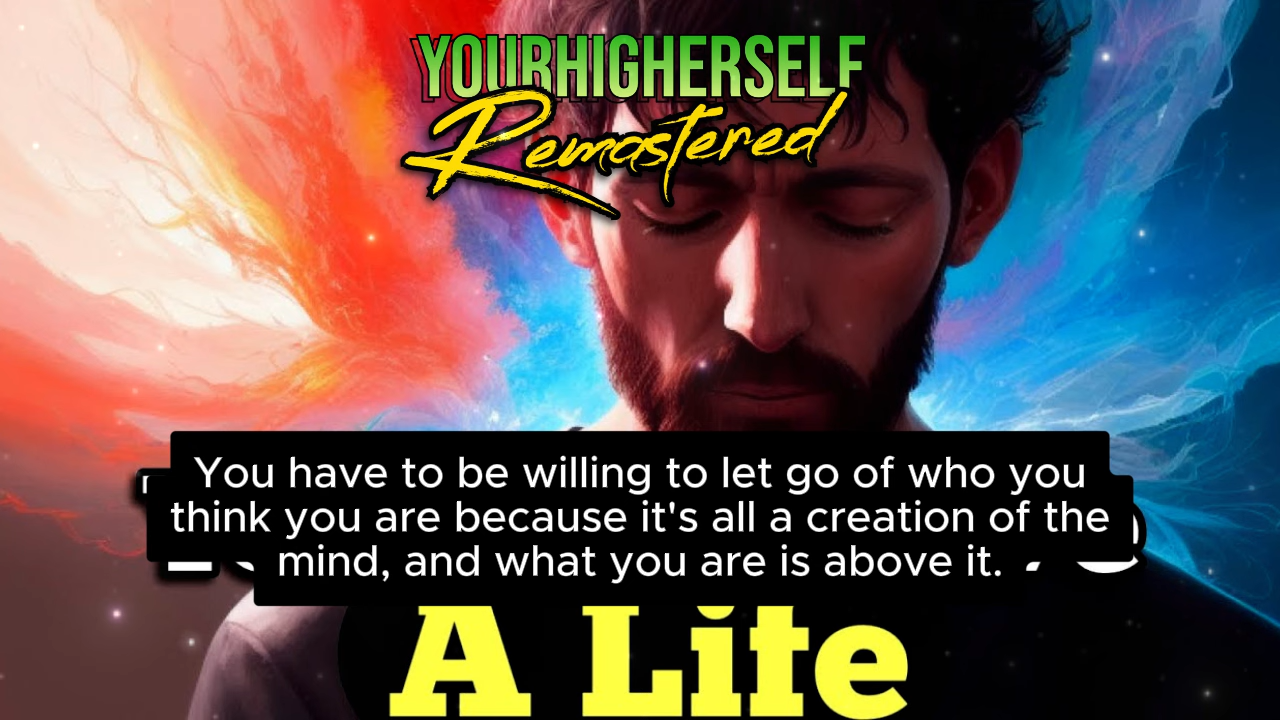 YOURHIGHERSELF
Remastered
You have to be willing to let go of who you
think you are because it's all a creation of the
mind, and what you are is above it.
A Life